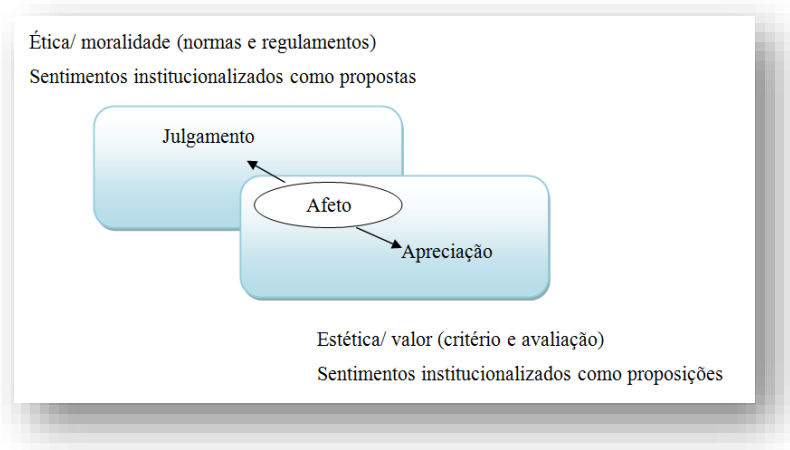 Ética/ moralidade (normas e regulamentos)
Sentimentos institucionalizados como propostas
Julgamento
Afeto
Apreciação
Estética/ valor (critério e avaliação)
Sentimentos institucionalizados como proposições